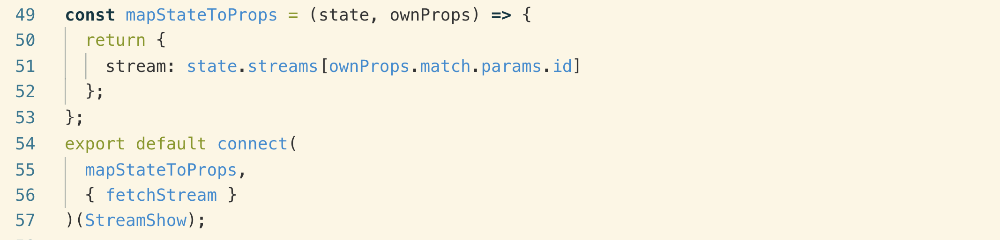 49 const mapStateToProps = (state, ownProps) => {
50 return {
51 stream: state.streams[ownProps.match.params.id]
52 };
53 };
54 export default connect(
55 mapStateToProps,
56 { fetchStream }
57 )(StreamShow);